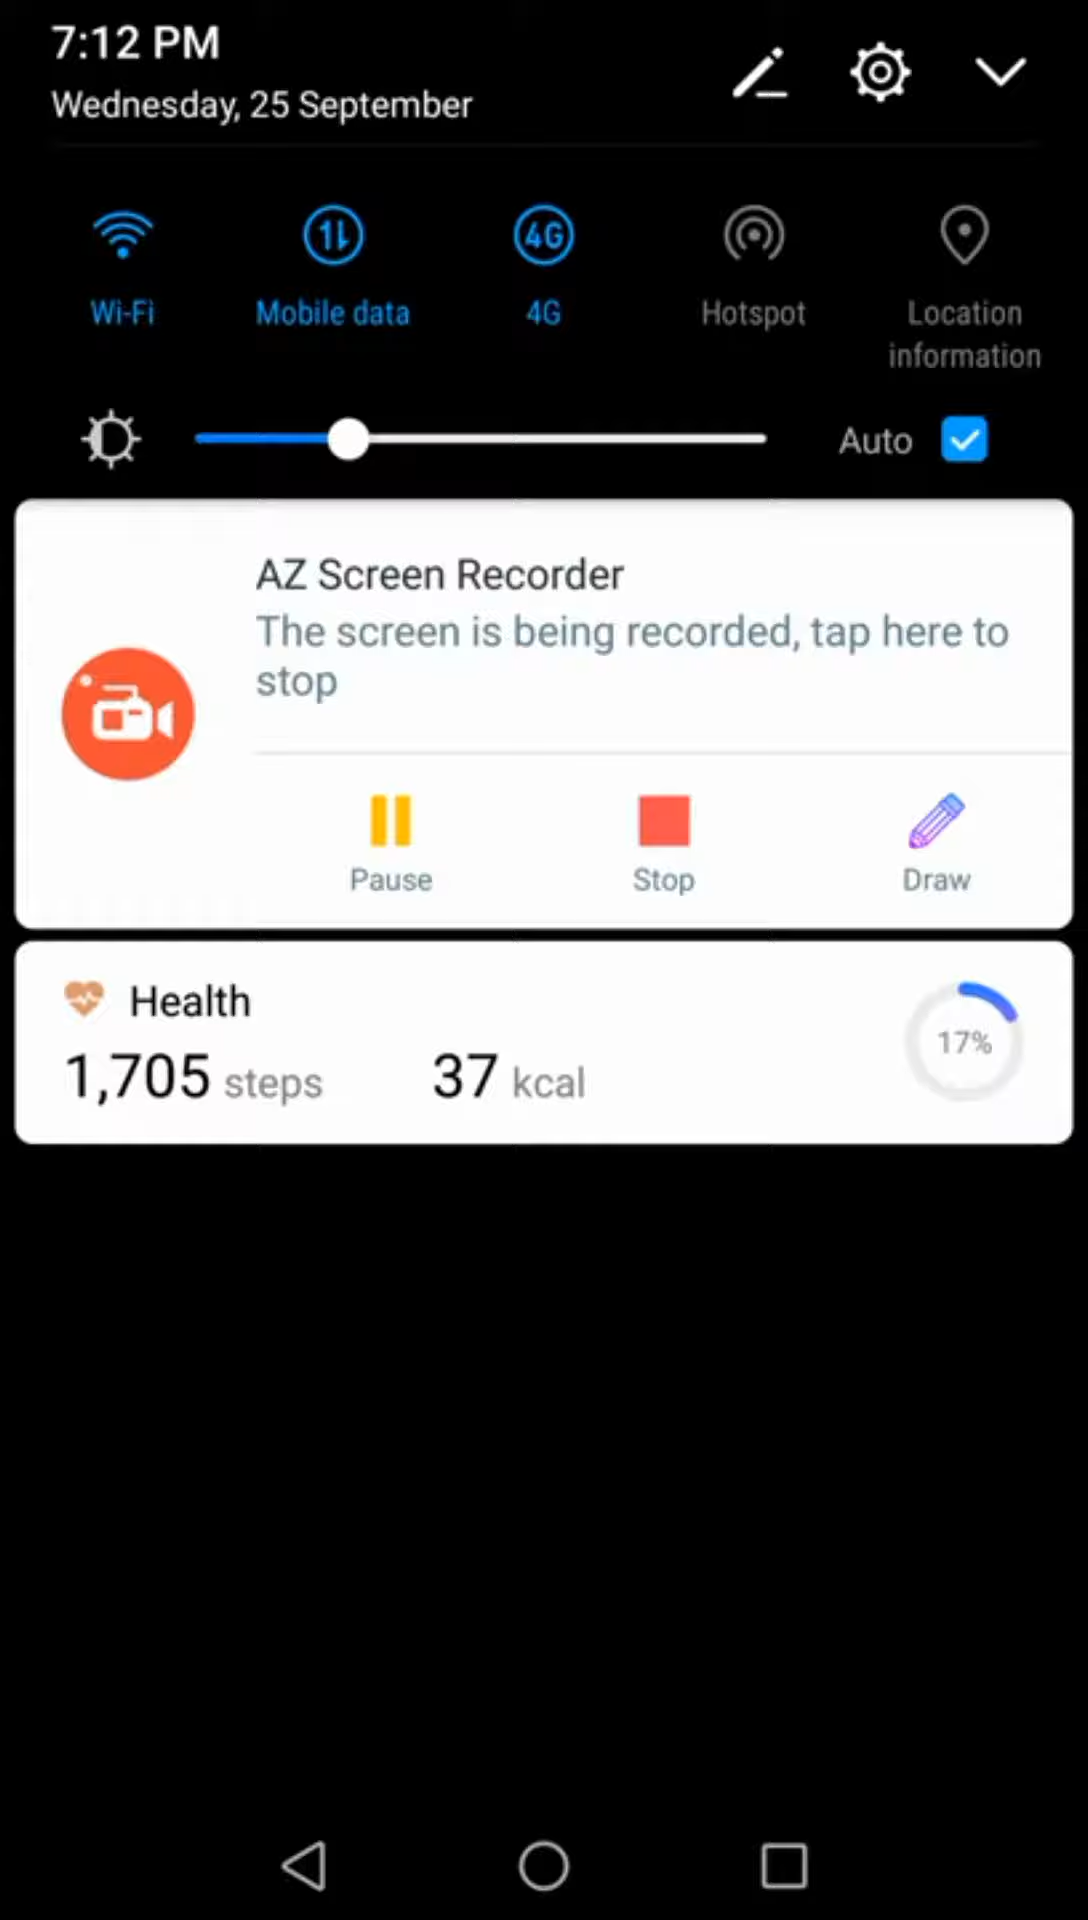 7:12 PM
Wednesday, 25 September
Wi-Fi
Mobile data
4G
4G
Hotspot
Location
information
Auto
AZ Screen Recorder
The screen is being recorded, tap here to
stop
Pause
Stop
Draw
Health
17%
1,705 steps
37 kcal